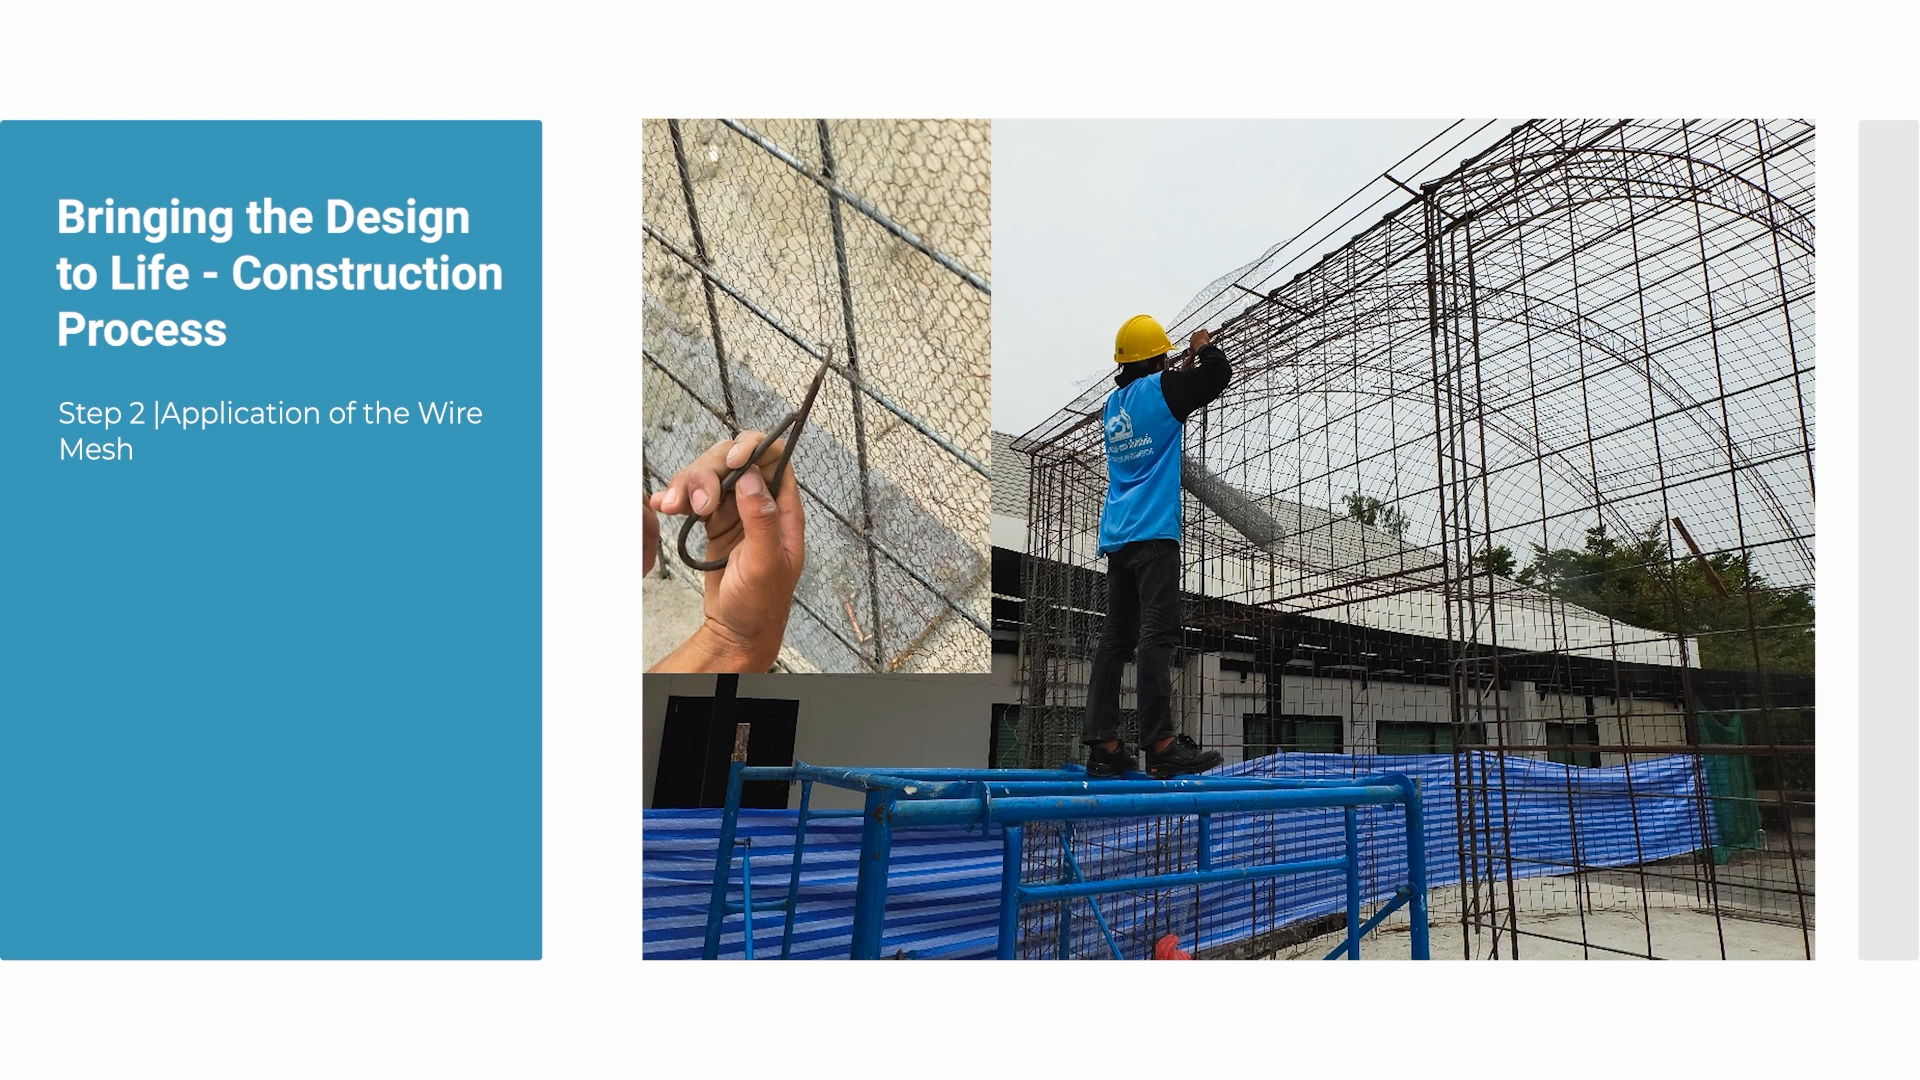 Bringing the Design
to Life - Construction
Process
Step 2 |Application of the Wire
Mesh